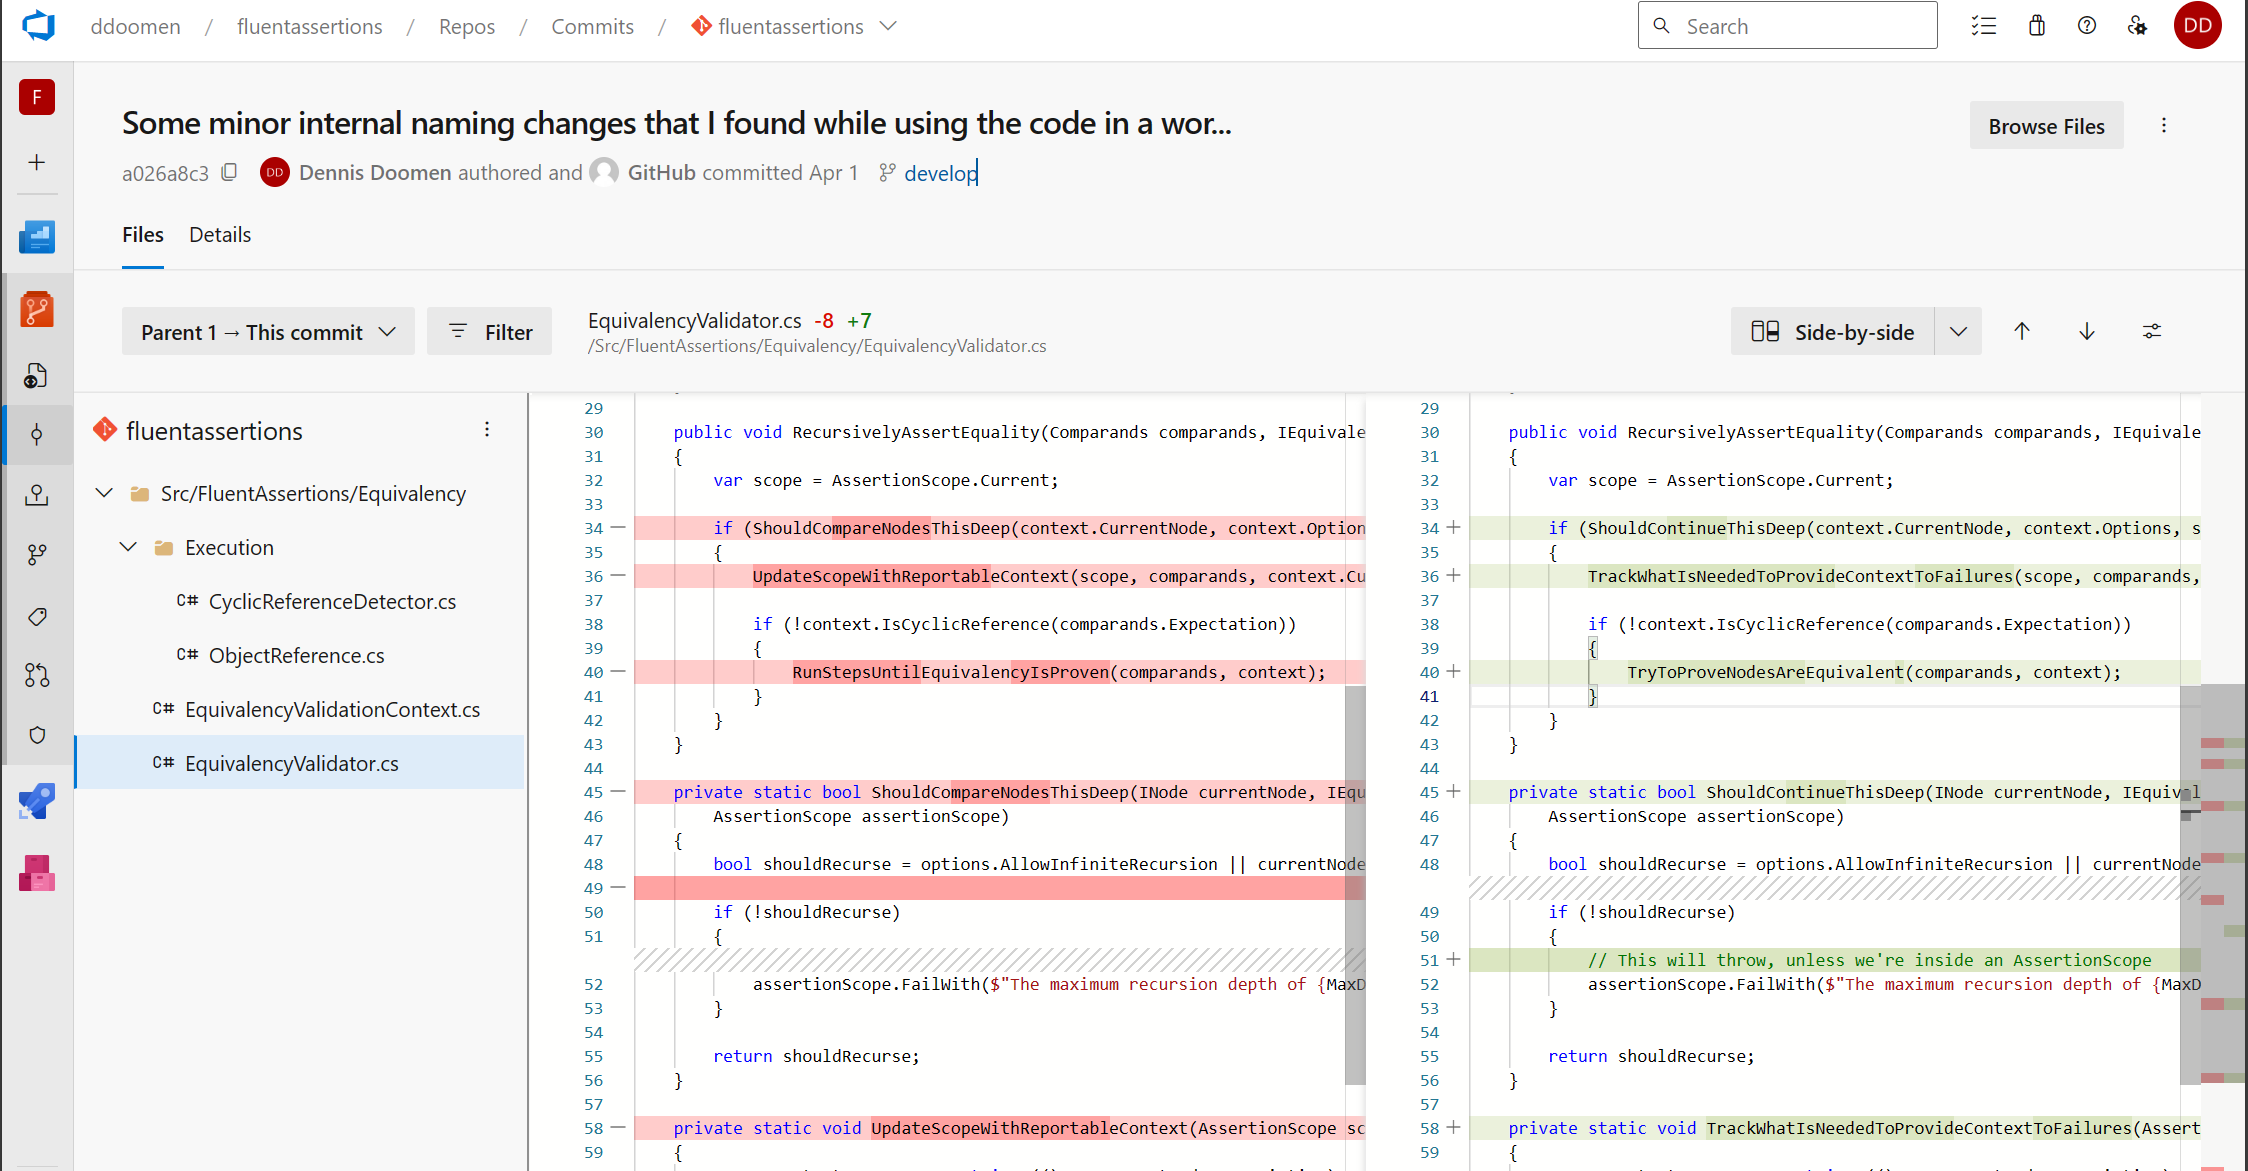 ddoomen / fluentassertions / Repos / Commits / fluentassertions
Search
DD
F
Some minor internal naming changes that I found while using the code in a wor...
Browse Files
a026a8c3 DD Dennis Doomen authored and GitHub committed Apr 1 develop
Files Details
Parent 1 → This commit
Filter
EquivalencyValidator.cs -8 +7
/Src/FluentAssertions/Equivalency/EquivalencyValidator.cs
Side-by-side
fluentassertions
Src/FluentAssertions/Equivalency
Execution
C# CyclicReferenceDetector.cs
C# ObjectReference.cs
C# EquivalencyValidationContext.cs
C# EquivalencyValidator.cs
29
30 public void RecursivelyAssertEquality(Comparands comparands, IEquivale
31 {
32 var scope = AssertionScope.Current;
33
34 — if (ShouldCompareNodesThisDeep(context.CurrentNode, context.Option
35 {
36 — UpdateScopeWithReportableContext(scope, comparands, context.Cu
37
38 if (!context.IsCyclicReference(comparands.Expectation))
39 {
40 — RunStepsUntilEquivalencyIsProven(comparands, context);
41 }
42 }
43 }
44
45 — private static bool ShouldCompareNodesThisDeep(INode currentNode, IEqu
46 AssertionScope assertionScope)
47 {
48 bool shouldRecurse = options.AllowInfiniteRecursion || currentNode
49 —
50 if (!shouldRecurse)
51 {
52 assertionScope.FailWith($"The maximum recursion depth of {MaxD
53 }
54
55 return shouldRecurse;
56 }
57
58 — private static void UpdateScopeWithReportableContext(AssertionScope sc
59 {
29
30 public void RecursivelyAssertEquality(Comparands comparands, IEquivale
31 {
32 var scope = AssertionScope.Current;
33
34 + if (ShouldContinueThisDeep(context.CurrentNode, context.Options, s
35 {
36 + TrackWhatIsNeededToProvideContextToFailures(scope, comparands,
37
38 if (!context.IsCyclicReference(comparands.Expectation))
39 {
40 + TryToProveNodesAreEquivalent(comparands, context);
41 }
42 }
43 }
44
45 + private static bool ShouldContinueThisDeep(INode currentNode, IEquival
46 AssertionScope assertionScope)
47 {
48 bool shouldRecurse = options.AllowInfiniteRecursion || currentNode
49 if (!shouldRecurse)
50 {
51 + // This will throw, unless we're inside an AssertionScope
52 assertionScope.FailWith($"The maximum recursion depth of {MaxD
53 }
54
55 return shouldRecurse;
56 }
57
58 + private static void TrackWhatIsNeededToProvideContextToFailures(Assert
59 {